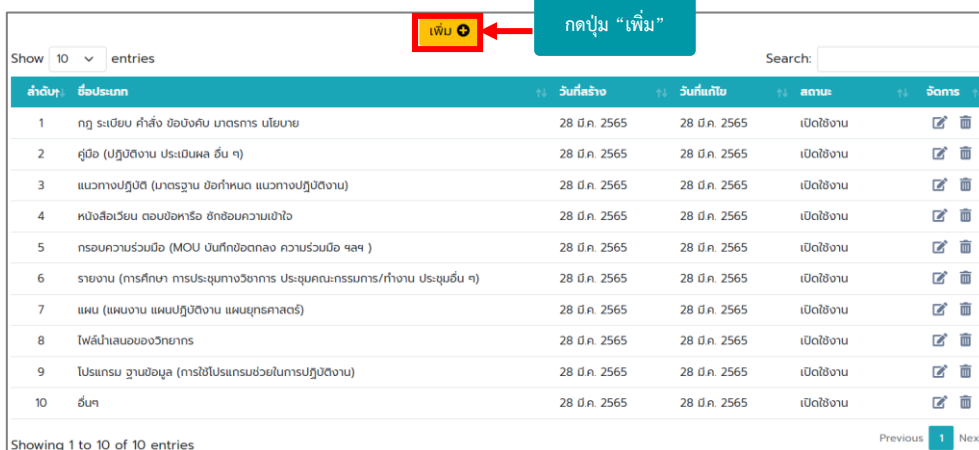 เพิ่ม
กดปุ่ม “เพิ่ม”
Show 10 entries
Search:
ลำดับ ชื่อประเภท วันที่สร้าง วันที่แก้ไข สถานะ จัดการ
1 กฎ ระเบียบ คำสั่ง ข้อบังคับ มาตรการ นโยบาย 28 มี.ค. 2565 28 มี.ค. 2565 เปิดใช้งาน
2 คู่มือ (ปฎิบัติงาน ประเมินผล อื่น ๆ) 28 มี.ค. 2565 28 มี.ค. 2565 เปิดใช้งาน
3 แนวทางปฎิบัติ (มาตรฐาน ข้อกำหนด แนวทางปฎิบัติงาน) 28 มี.ค. 2565 28 มี.ค. 2565 เปิดใช้งาน
4 หนังสือเวียน ตอบข้อหารือ ซักซ้อมความเข้าใจ 28 มี.ค. 2565 28 มี.ค. 2565 เปิดใช้งาน
5 กรอบความร่วมมือ (MOU บันทึกข้อตกลง ความร่วมมือ ฯลฯ ) 28 มี.ค. 2565 28 มี.ค. 2565 เปิดใช้งาน
6 รายงาน (การศึกษา การประชุมทางวิชาการ ประชุมคณะกรรมการ/ทำงาน ประชุมอื่น ๆ) 28 มี.ค. 2565 28 มี.ค. 2565 เปิดใช้งาน
7 แผน (แผนงาน แผนปฎิบัติงาน แผนยุทธศาสตร์) 28 มี.ค. 2565 28 มี.ค. 2565 เปิดใช้งาน
8 ไฟล์นำเสนอของวิทยากร 28 มี.ค. 2565 28 มี.ค. 2565 เปิดใช้งาน
9 โปรแกรม ฐานข้อมูล (การใช้โปรแกรมช่วยในการปฎิบัติงาน) 28 มี.ค. 2565 28 มี.ค. 2565 เปิดใช้งาน
10 อื่นๆ 28 มี.ค. 2565 28 มี.ค. 2565 เปิดใช้งาน
Showing 1 to 10 of 10 entries
Previous 1 Nex